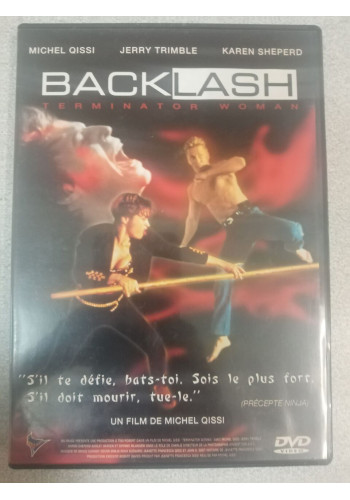 MICHEL QISSI JERRY TRIMBLE KAREN SHEPERD
BACKLASH
TERMINATOR WOMAN
"S'il te défie, bats-toi. Sois le plus fort.
S'il doit mourir, tue-le."
(PRÉCEPTE NINJA)
UN FILM DE MICHEL QISSI
DVD
VIDEO